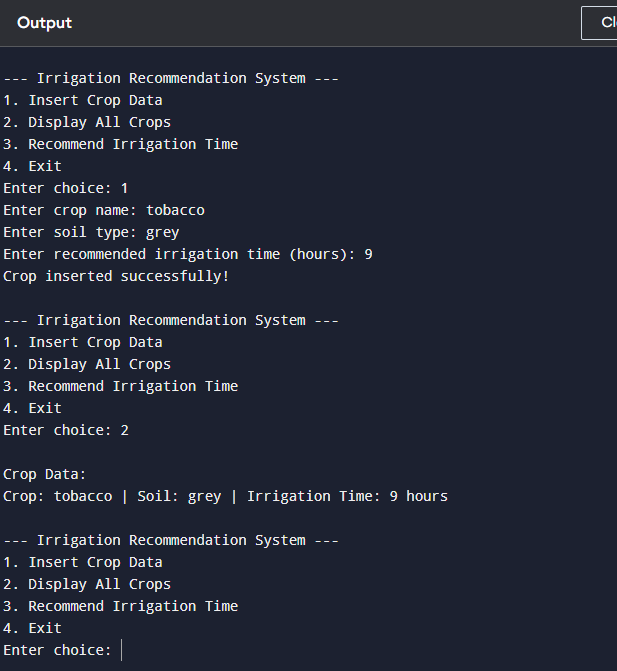 Output
Cl
--- Irrigation Recommendation System ---
1. Insert Crop Data
2. Display All Crops
3. Recommend Irrigation Time
4. Exit
Enter choice: 1
Enter crop name: tobacco
Enter soil type: grey
Enter recommended irrigation time (hours): 9
Crop inserted successfully!
--- Irrigation Recommendation System ---
1. Insert Crop Data
2. Display All Crops
3. Recommend Irrigation Time
4. Exit
Enter choice: 2
Crop Data:
Crop: tobacco | Soil: grey | Irrigation Time: 9 hours
--- Irrigation Recommendation System ---
1. Insert Crop Data
2. Display All Crops
3. Recommend Irrigation Time
4. Exit
Enter choice: